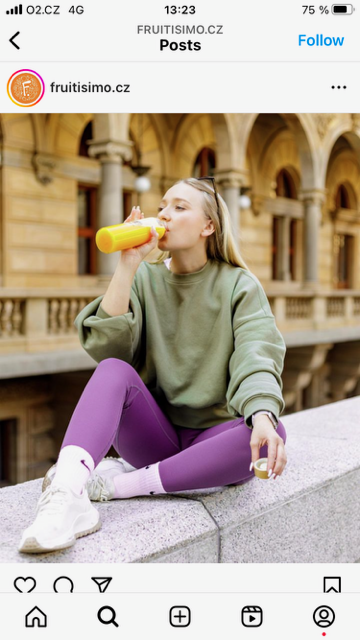 O2.CZ 4G 13:23 75 %
FRUITISIMO.CZ
Posts Follow
F.
fruitisimo.cz